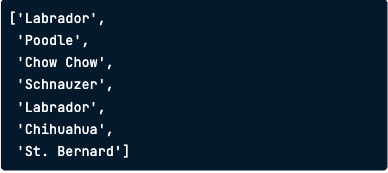 ['Labrador',
 'Poodle',
 'Chow Chow',
 'Schnauzer',
 'Labrador',
 'Chihuahua',
 'St. Bernard']